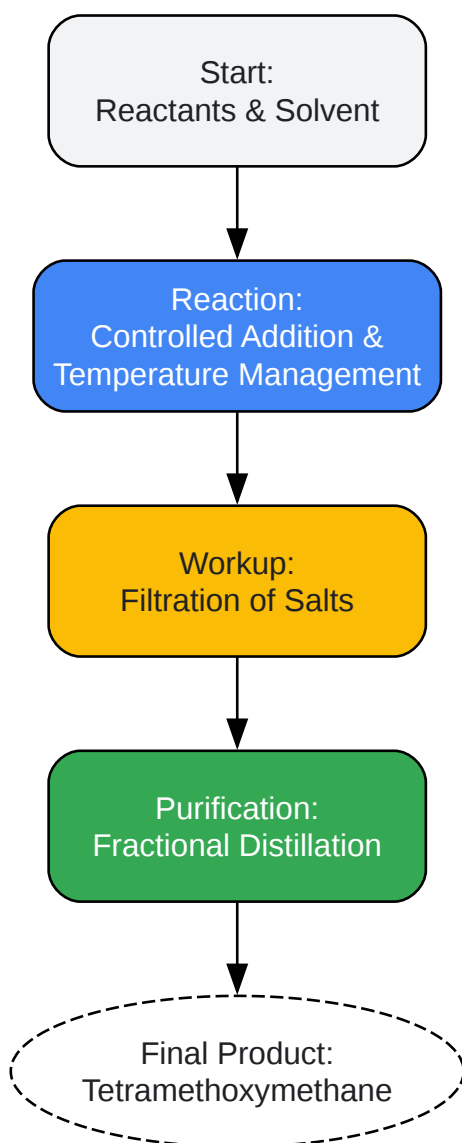 Start:
Reactants & Solvent
Reaction:
Controlled Addition &
Temperature Management
Workup:
Filtration of Salts
Purification:
Fractional Distillation
Final Product:
Tetramethoxymethane